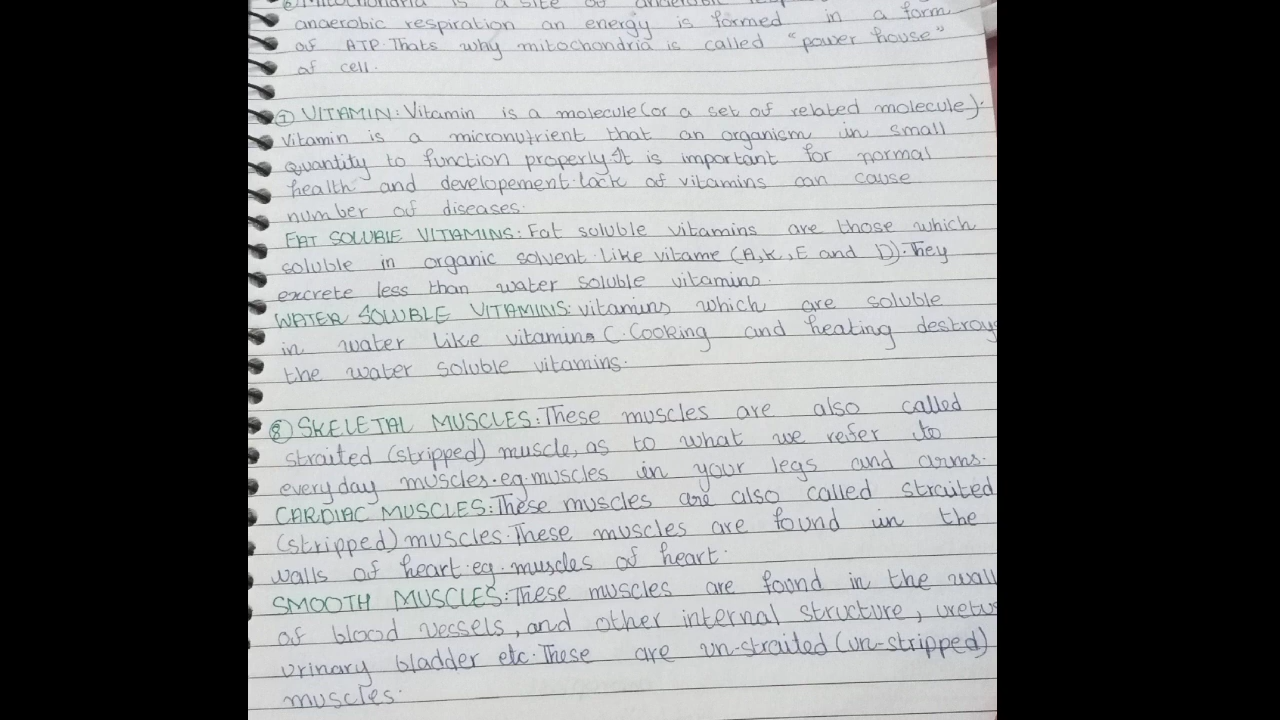 ⑥ Mitochondria is a site of
anaerobic respiration an energy is formed in a form
of ATP. Thats why mitochondria is called "power house"
of cell.
⑦ VITAMIN: Vitamin is a molecule (or a set of related molecule).
vitamin is a micronutrient that an organism in small
quantity to function properly. It is important for normal
health and developement. lack of vitamins can cause
number of diseases.
FAT SOLUBLE VITAMINS: Fat soluble vitamins are those which
soluble in organic solvent. Like vitame (A,K,E and D). They
excrete less than water soluble vitamins.
WATER SOLUBLE VITAMINS: vitamins which are soluble
in water like vitamins C. Cooking and heating destroys
the water soluble vitamins.
⑧ SKELETAL MUSCLES: These muscles are also called
straited (stripped) muscle, as to what we refer to
everyday muscles. eg. muscles in your legs and arms.
CARDIAC MUSCLES: These muscles are also called straited
(stripped) muscles. These muscles are found in the
walls of heart. eg. muscles of heart.
SMOOTH MUSCLES: These muscles are found in the wall
of blood vessels, and other internal structure,
urinary bladder etc. These are un-straited (un-stripped)
muscles.